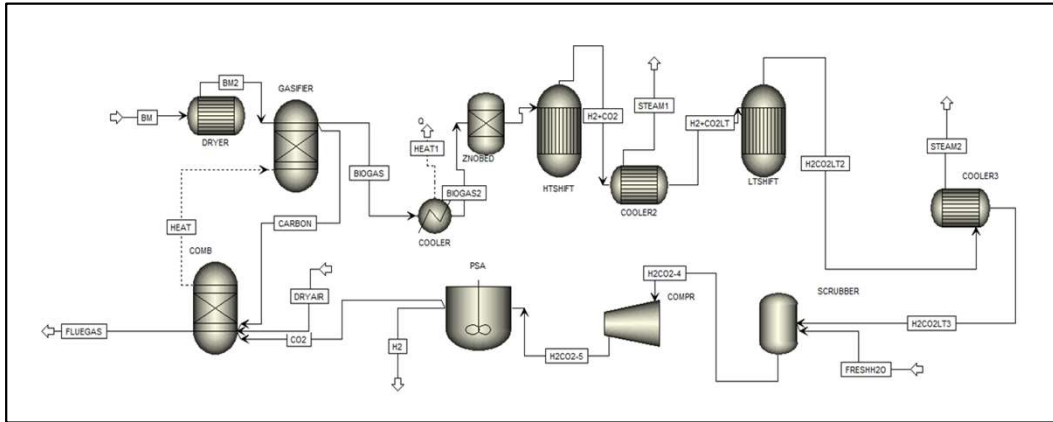 BM
BM2
DRYER
GASIFIER
HEAT
CARBON
BIOGAS
COMB
DRYAIR
FLUEGAS
CO2
Q
HEAT1
COOLER
BIOGAS2
ZNOBED
HTSHIFT
H2+CO2
STEAM1
COOLER2
H2+CO2LT
LTSHIFT
H2CO2LT2
STEAM2
COOLER3
H2CO2LT3
SCRUBBER
FRESHH2O
H2CO2-4
COMPR
H2CO2-5
PSA
H2